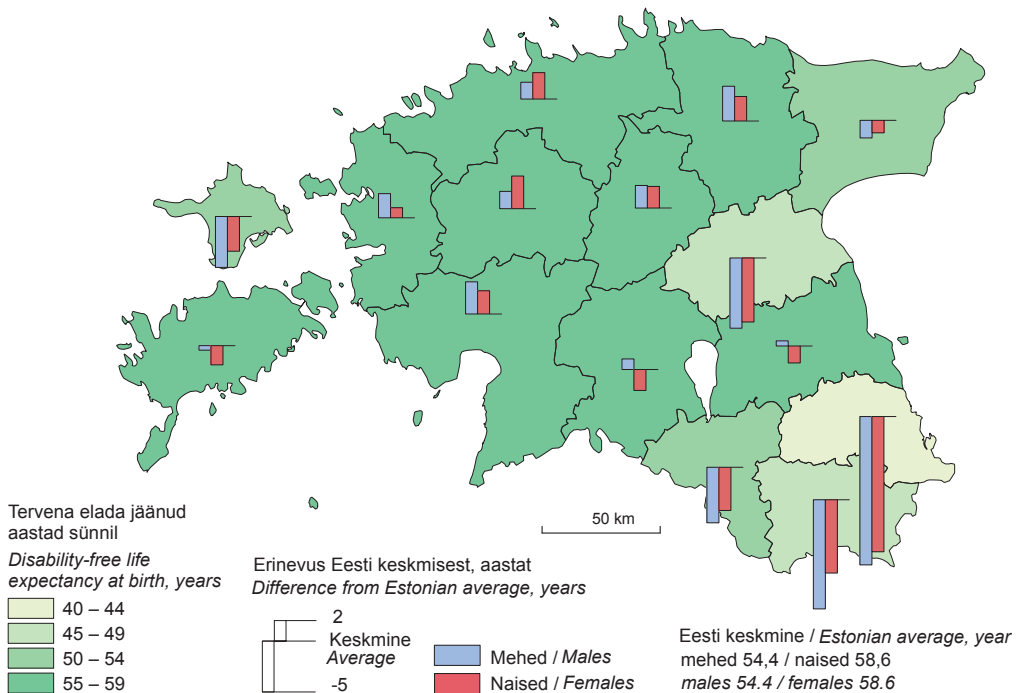 Tervena elada jäänud
aastad sünnil
Disability-free life
expectancy at birth, years
40 – 44
45 – 49
50 – 54
55 – 59
50 km
Erinevus Eesti keskmisest, aastat
Difference from Estonian average, years
2
Keskmine
Average
-5
Mehed / Males
Naised / Females
Eesti keskmine / Estonian average, year
mehed 54,4 / naised 58,6
males 54.4 / females 58.6